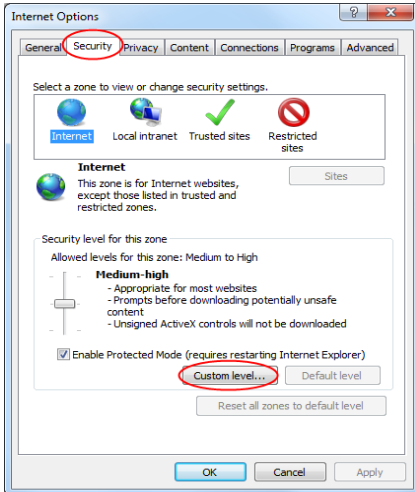 Internet Options
?
General Security Privacy Content Connections Programs Advanced
Select a zone to view or change security settings.
Internet Local intranet Trusted sites Restricted
sites
Internet
Sites
This zone is for Internet websites,
except those listed in trusted and
restricted zones.
Security level for this zone
Allowed levels for this zone: Medium to High
Medium-high
- Appropriate for most websites
- Prompts before downloading potentially unsafe
content
- Unsigned ActiveX controls will not be downloaded
Enable Protected Mode (requires restarting Internet Explorer)
Custom level... Default level
Reset all zones to default level
OK Cancel Apply